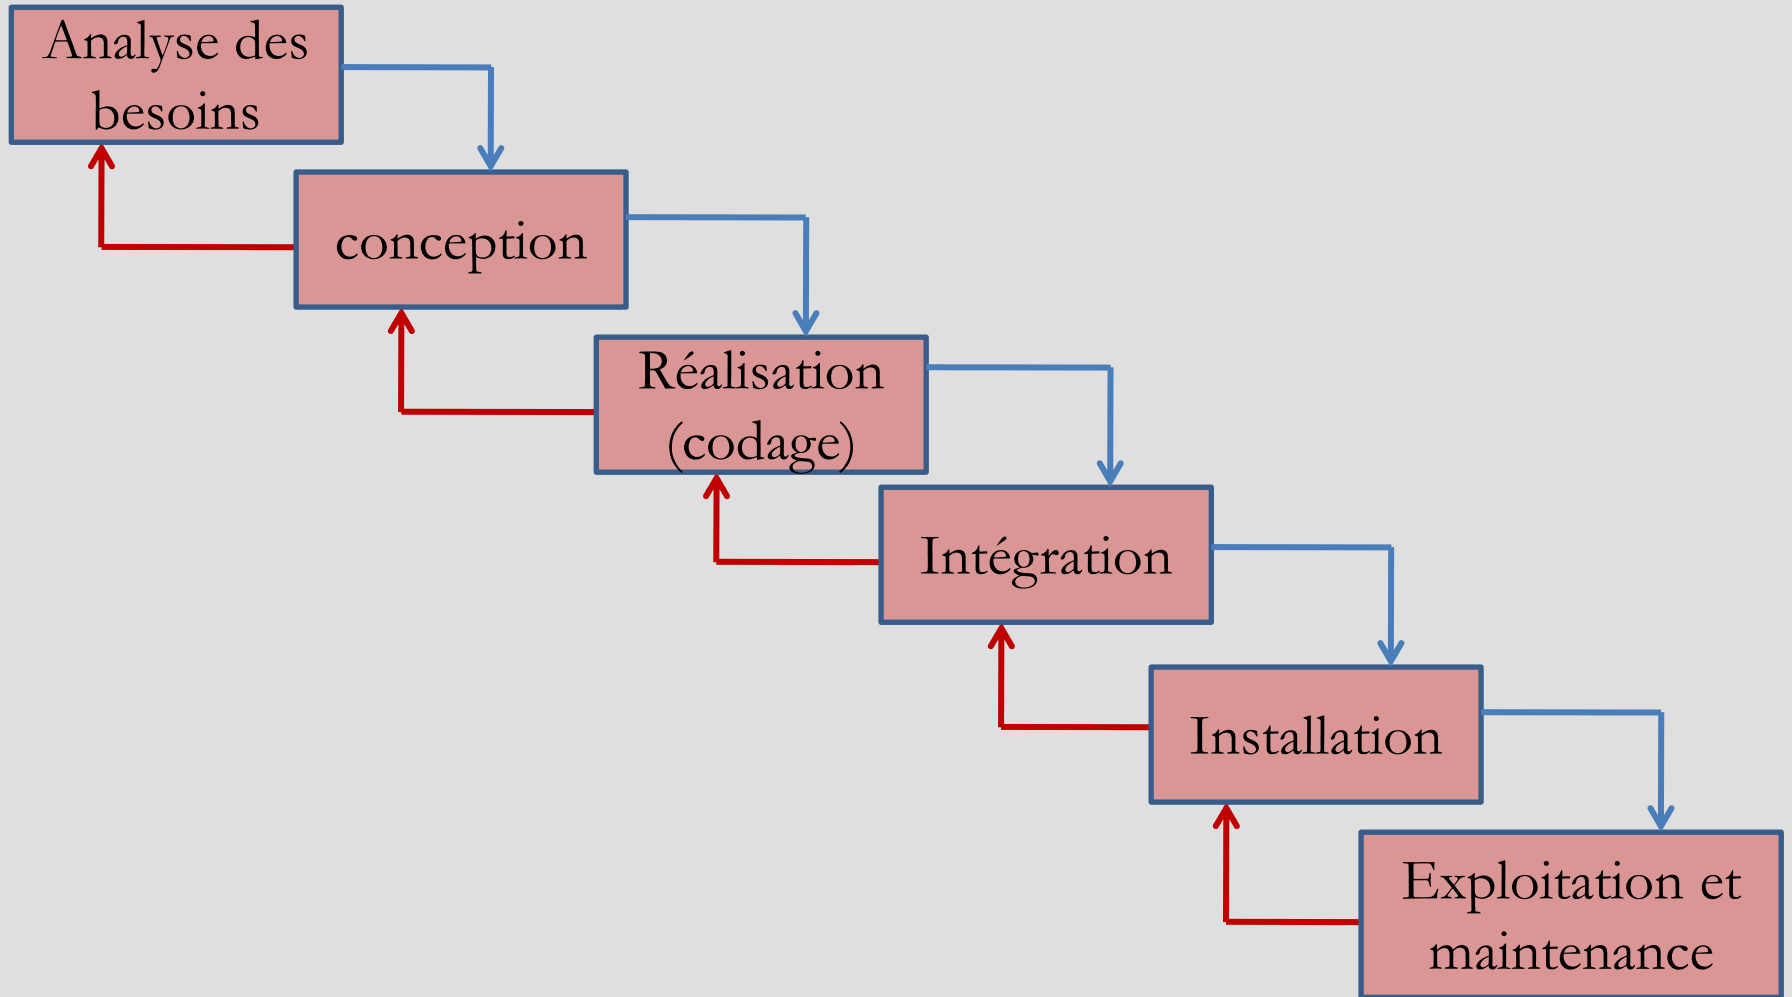 Analyse des
besoins
conception
Réalisation
(codage)
Intégration
Installation
Exploitation et
maintenance